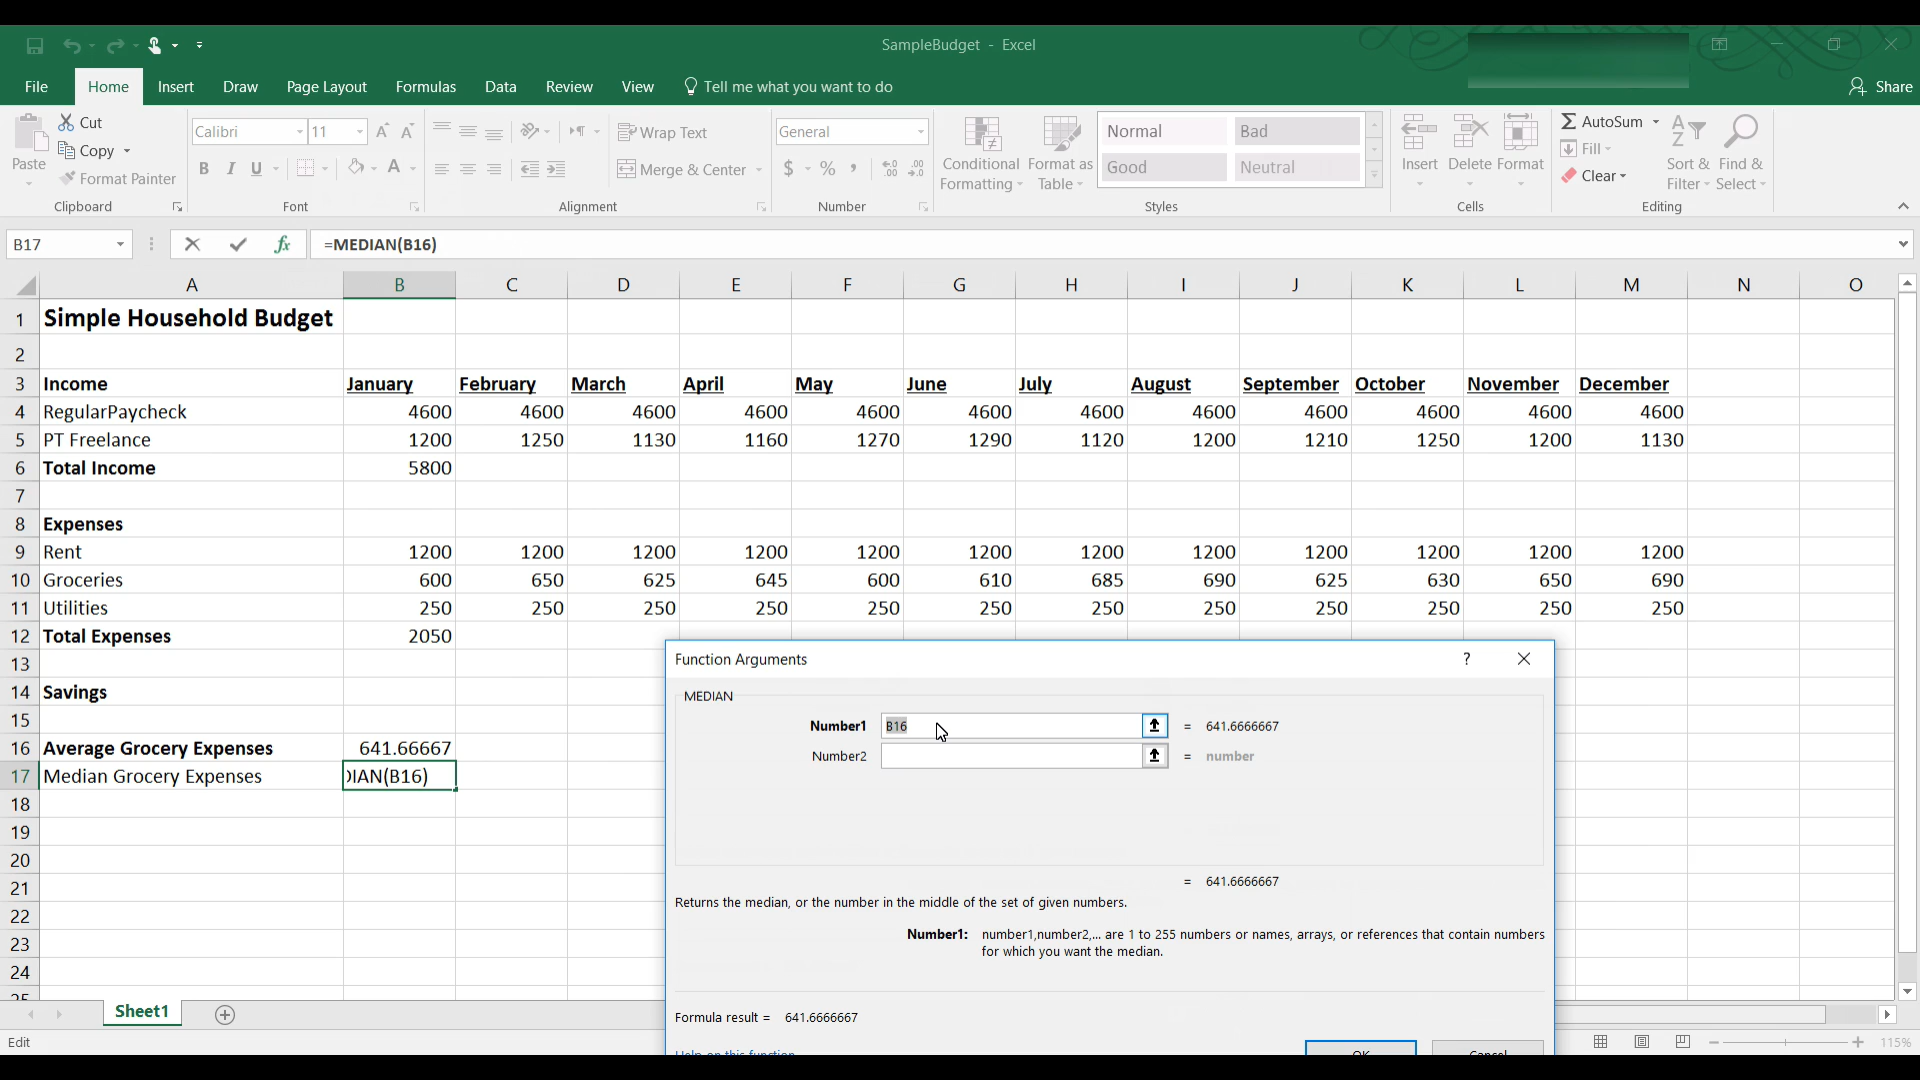 SampleBudget - Excel
File Home Insert Draw Page Layout Formulas Data Review View Tell me what you want to do Share
Paste Cut Copy Format Painter Clipboard
Calibri 11 B I U A Font
Wrap Text Merge & Center Alignment
General $ % , Number
Conditional Formatting Format as Table Normal Bad Good Neutral Styles
Insert Delete Format Cells
AutoSum Fill Clear Sort & Filter Find & Select Editing
B17 fx =MEDIAN(B16)
A B C D E F G H I J K L M N O
1 Simple Household Budget
2
3 Income January February March April May June July August September October November December
4 RegularPaycheck 4600 4600 4600 4600 4600 4600 4600 4600 4600 4600 4600 4600
5 PT Freelance 1200 1250 1130 1160 1270 1290 1120 1200 1210 1250 1200 1130
6 Total Income 5800
7
8 Expenses
9 Rent 1200 1200 1200 1200 1200 1200 1200 1200 1200 1200 1200 1200
10 Groceries 600 650 625 645 600 610 685 690 625 630 650 690
11 Utilities 250 250 250 250 250 250 250 250 250 250 250 250
12 Total Expenses 2050
13
14 Savings
15
16 Average Grocery Expenses 641.66667
17 Median Grocery Expenses IAN(B16)
18
19
20
21
22
23
24
25
Function Arguments ?
MEDIAN
Number1 B16 = 641.6666667
Number2 = number
= 641.6666667
Returns the median, or the number in the middle of the set of given numbers.
Number1: number1,number2,... are 1 to 255 numbers or names, arrays, or references that contain numbers
for which you want the median.
Formula result = 641.6666667
Help on this function OK Cancel
Sheet1
Edit 115%